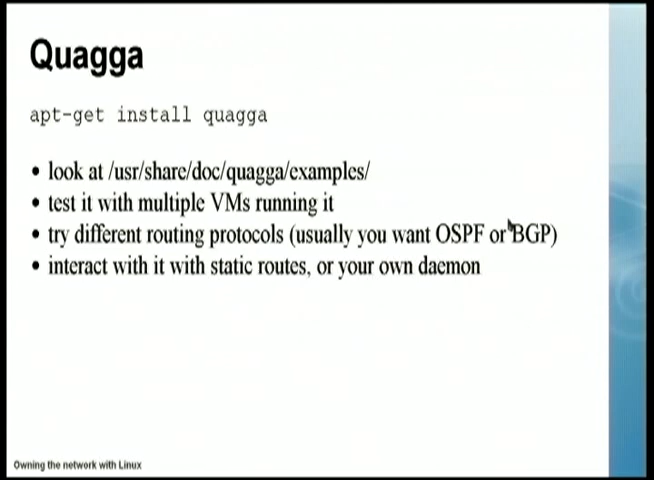 Quagga
apt-get install quagga
• look at /usr/share/doc/quagga/examples/
• test it with multiple VMs running it
• try different routing protocols (usually you want OSPF or BGP)
• interact with it with static routes, or your own daemon
Owning the network with Linux